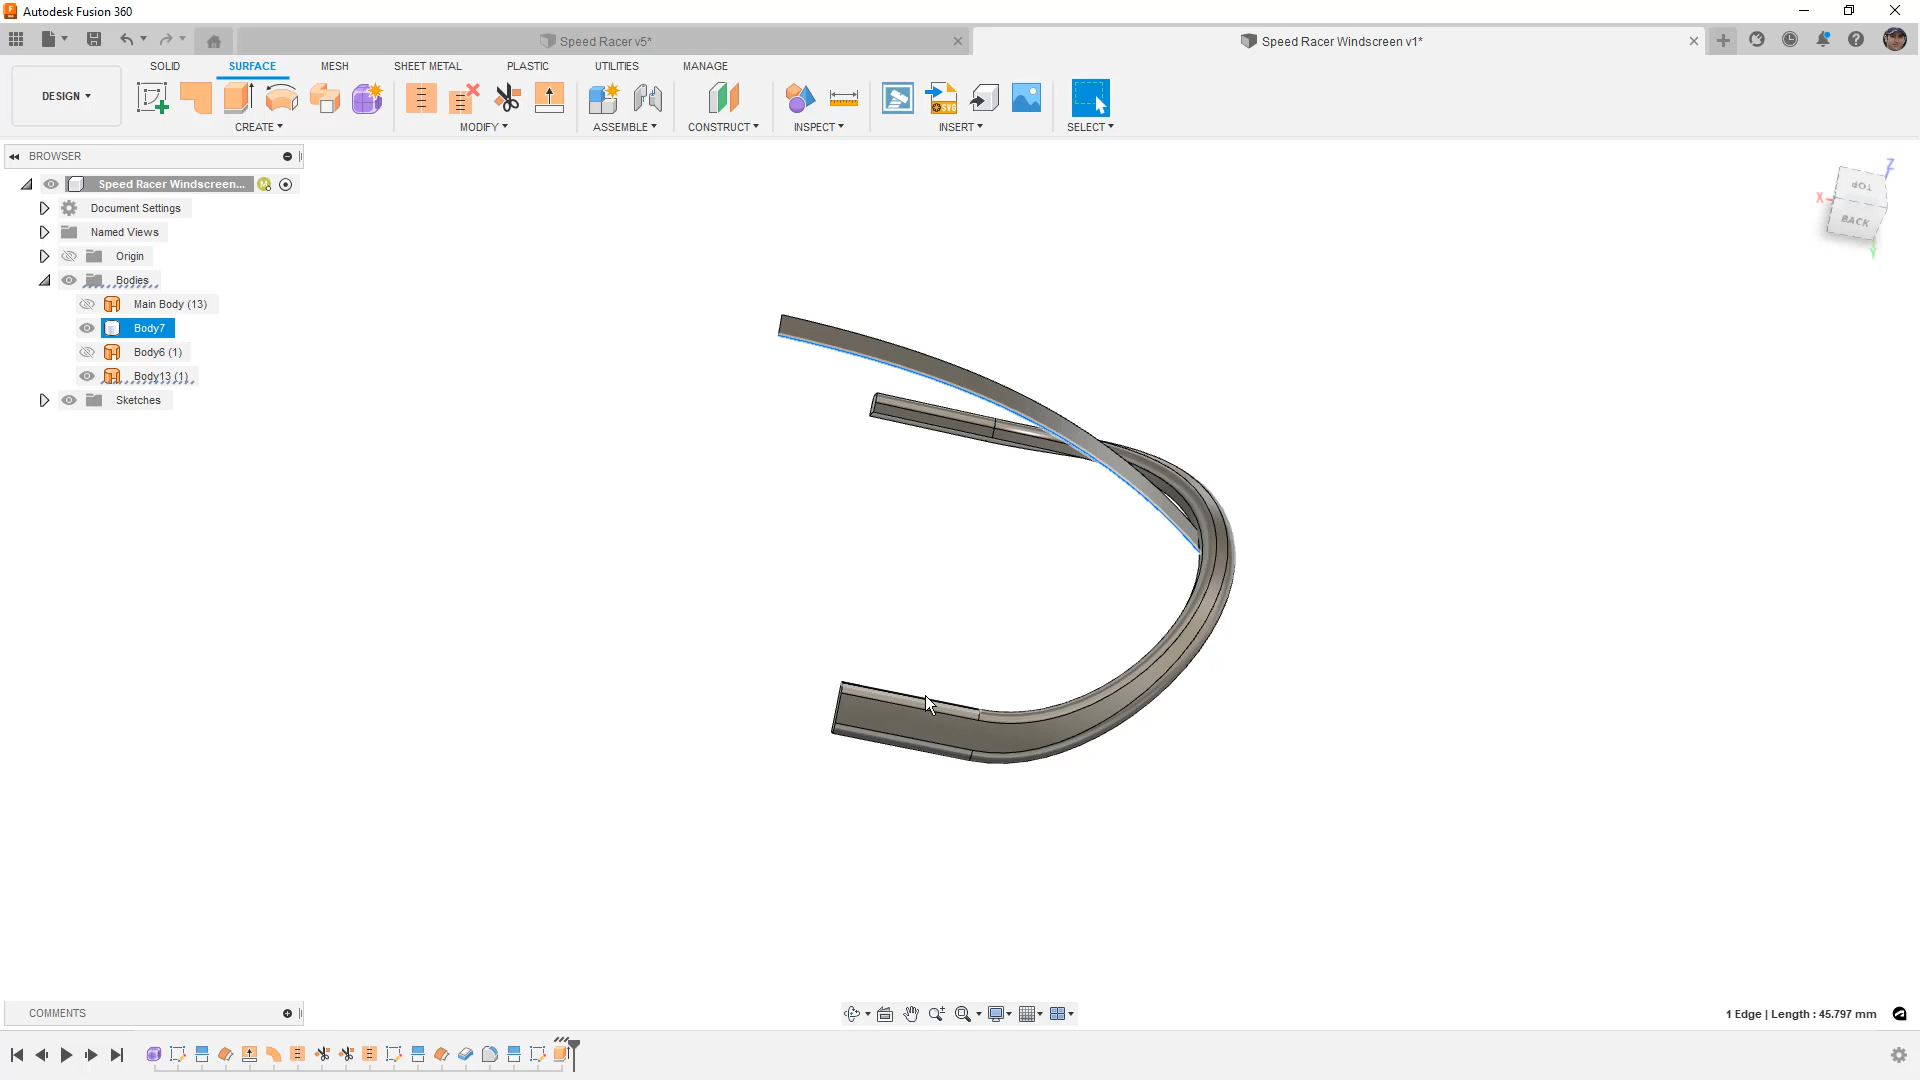 Autodesk Fusion 360
Speed Racer v5*
Speed Racer Windscreen v1*
DESIGN
SOLID
SURFACE
MESH
SHEET METAL
PLASTIC
UTILITIES
MANAGE
CREATE
MODIFY
ASSEMBLE
CONSTRUCT
INSPECT
INSERT
SELECT
SVG
BROWSER
Speed Racer Windscreen...
Document Settings
Named Views
Origin
Bodies
Main Body (13)
Body7
Body6 (1)
Body13 (1)
Sketches
Z
TOP
X
BACK
Y
COMMENTS
1 Edge | Length : 45.797 mm